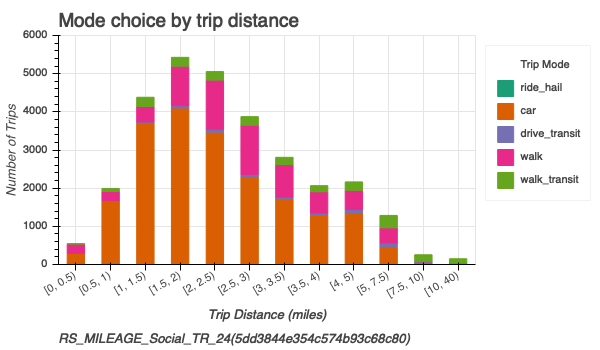 Mode choice by trip distance
6000
5000
4000
3000
2000
1000
0
Number of Trips
[0, 0.5)
[0.5, 1)
[1, 1.5)
[1.5, 2)
[2, 2.5)
[2.5, 3)
[3, 3.5)
[3.5, 4)
[4, 5)
[5, 7.5)
[7.5, 10)
[10, 40)
Trip Distance (miles)
RS_MILEAGE_Social_TR_24(5dd3844e354c574b93c68c80)
Trip Mode
ride_hail
car
drive_transit
walk
walk_transit